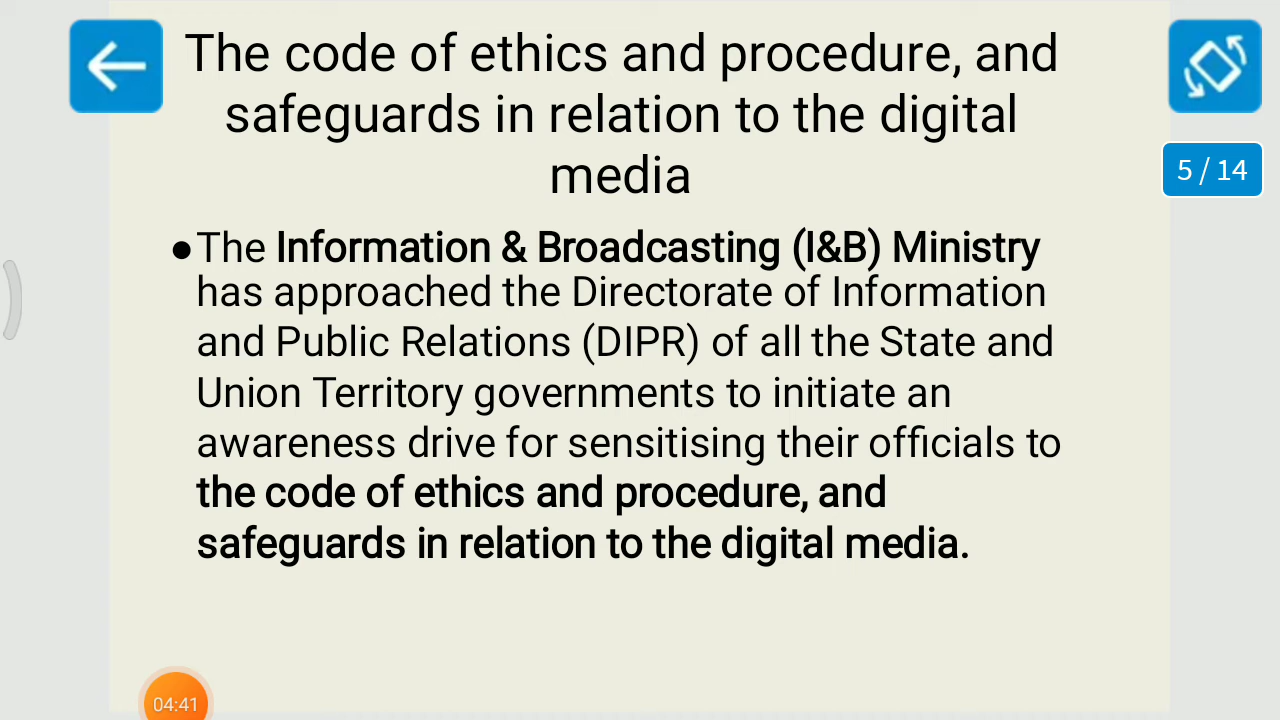 The code of ethics and procedure, and
safeguards in relation to the digital
media
5 / 14
●The Information & Broadcasting (I&B) Ministry
has approached the Directorate of Information
and Public Relations (DIPR) of all the State and
Union Territory governments to initiate an
awareness drive for sensitising their officials to
the code of ethics and procedure, and
safeguards in relation to the digital media.
04:41